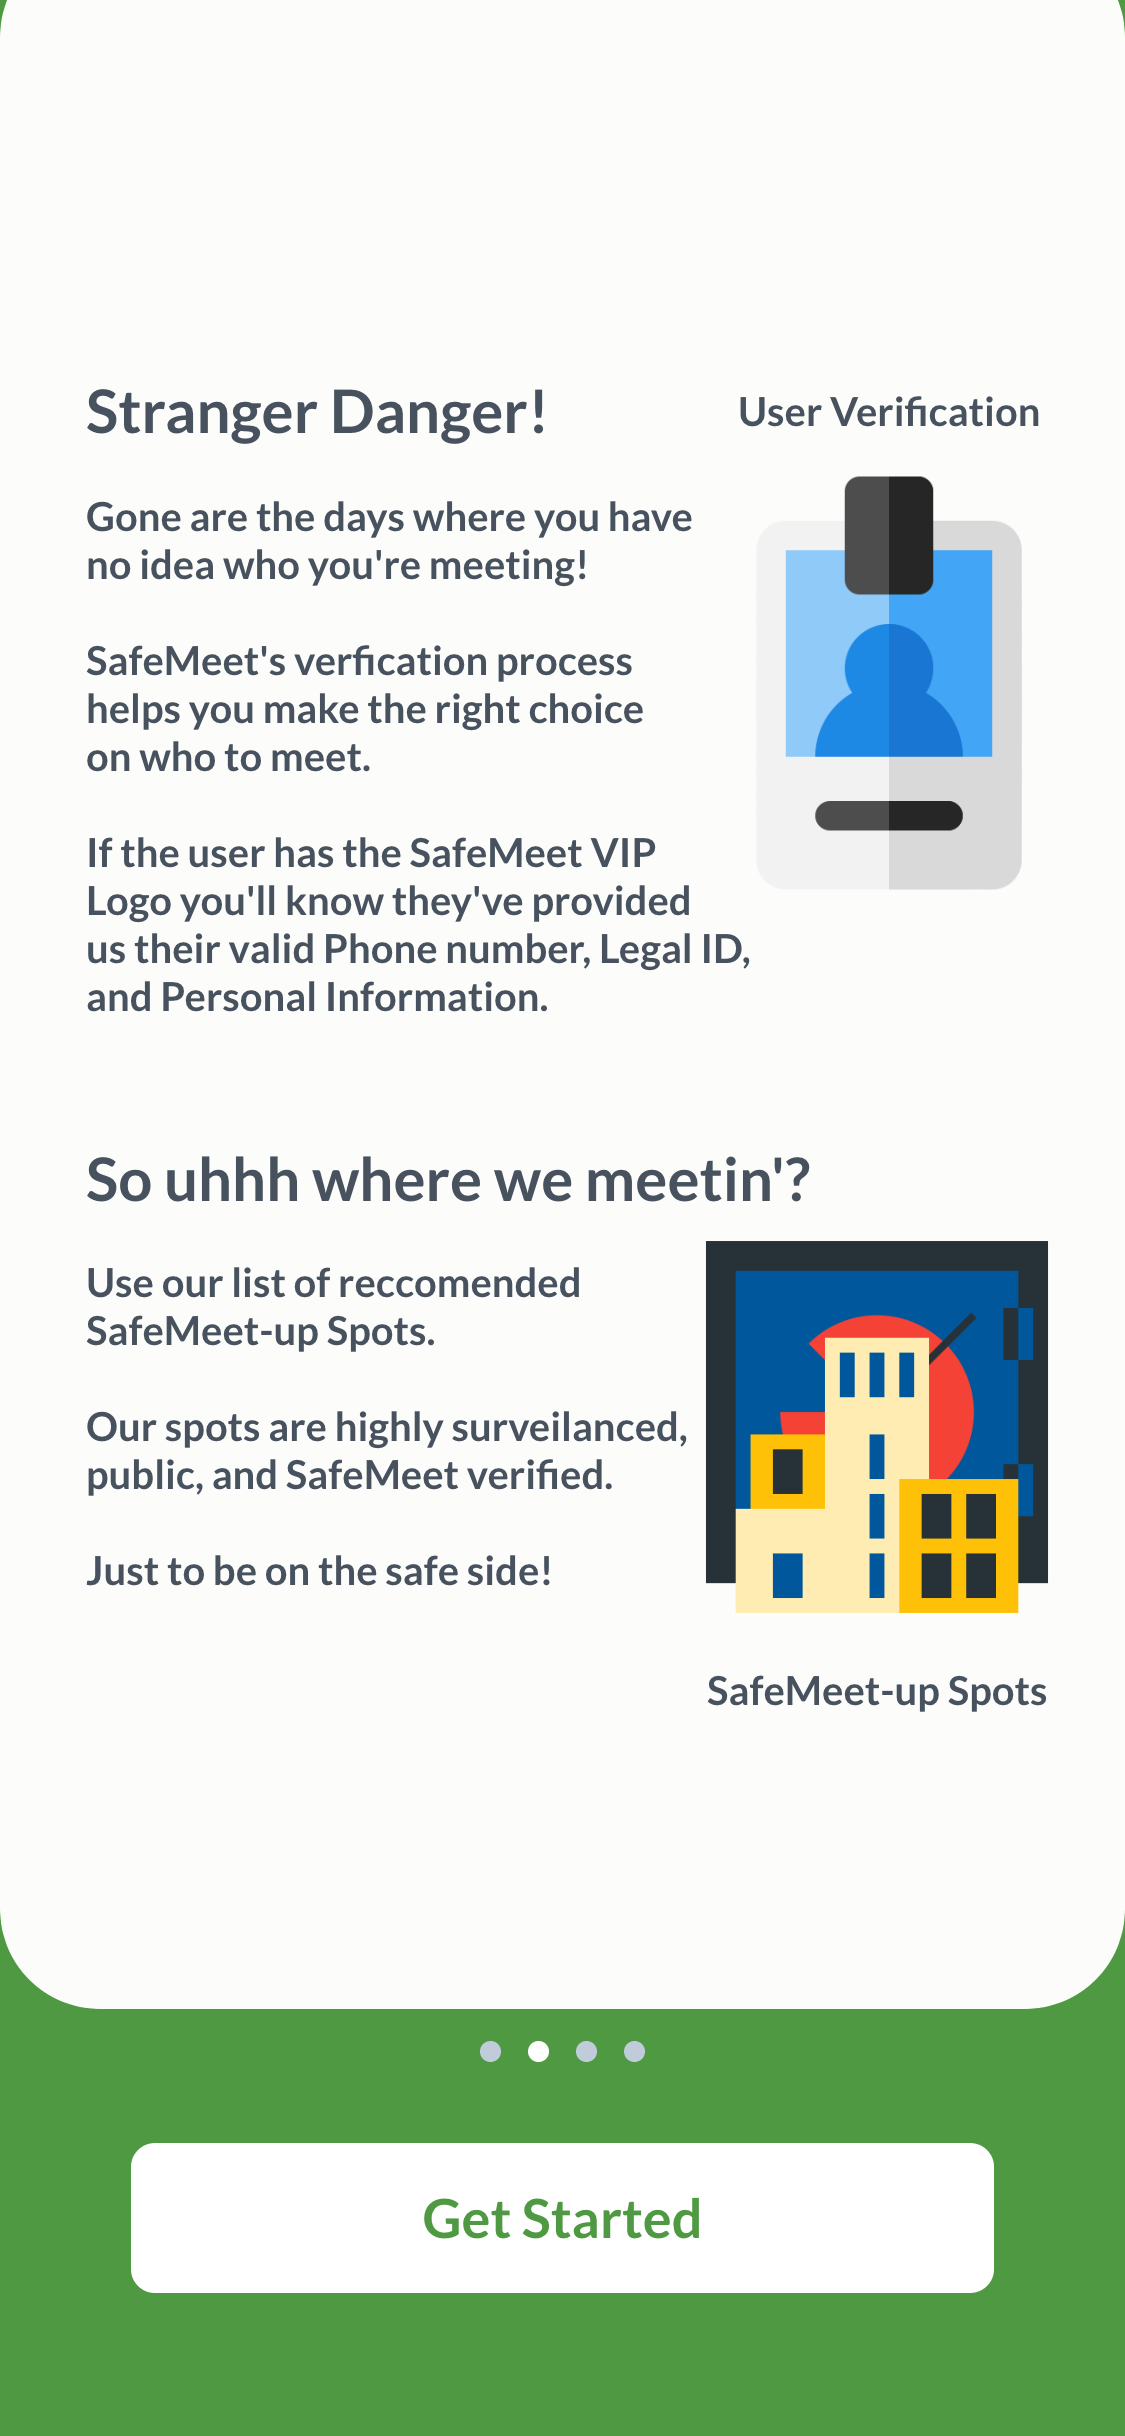 Stranger Danger!
User Verification
Gone are the days where you have
no idea who you're meeting!
SafeMeet's verfication process
helps you make the right choice
on who to meet.
If the user has the SafeMeet VIP
Logo you'll know they've provided
us their valid Phone number, Legal ID,
and Personal Information.
So uhhh where we meetin'?
Use our list of reccomended
SafeMeet-up Spots.
Our spots are highly surveilanced,
public, and SafeMeet verified.
Just to be on the safe side!
SafeMeet-up Spots
Get Started